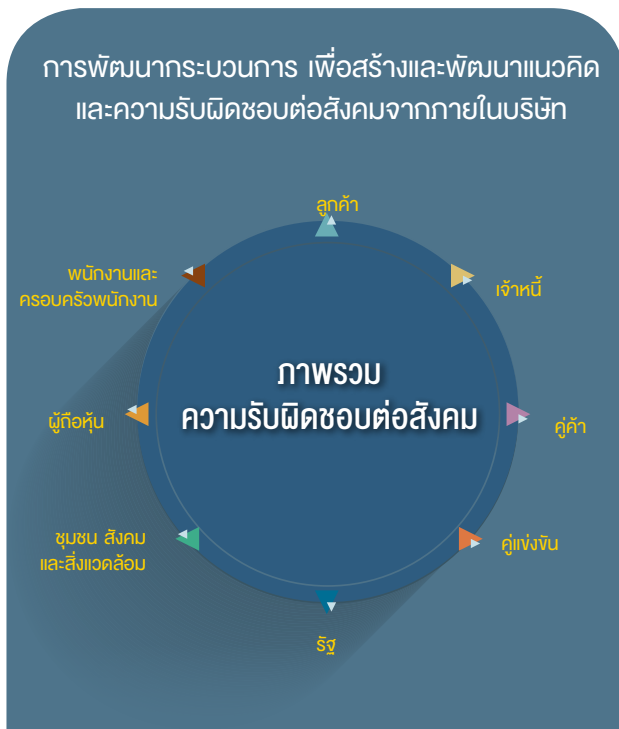 การพัฒนากระบวนการ เพื่อสร้างและพัฒนาแนวคิด
และความรับผิดชอบต่อสังคมจากภายในบริษัท
ลูกค้า
พนักงานและ
ครอบครัวพนักงาน
เจ้าหนี้
ภาพรวม
ความรับผิดชอบต่อสังคม
ผู้ถือหุ้น
คู่ค้า
ชุมชน สังคม
และสิ่งแวดล้อม
คู่แข่งขัน
รัฐ